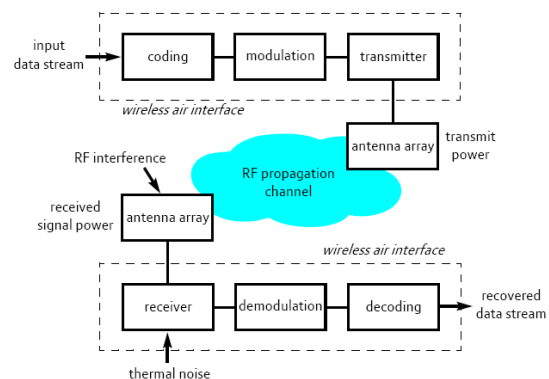 input
data stream
coding
modulation
transmitter
wireless air interface
antenna array
transmit
power
RF interference
RF propagation
channel
received
signal power
antenna array
wireless air interface
receiver
demodulation
decoding
recovered
data stream
thermal noise